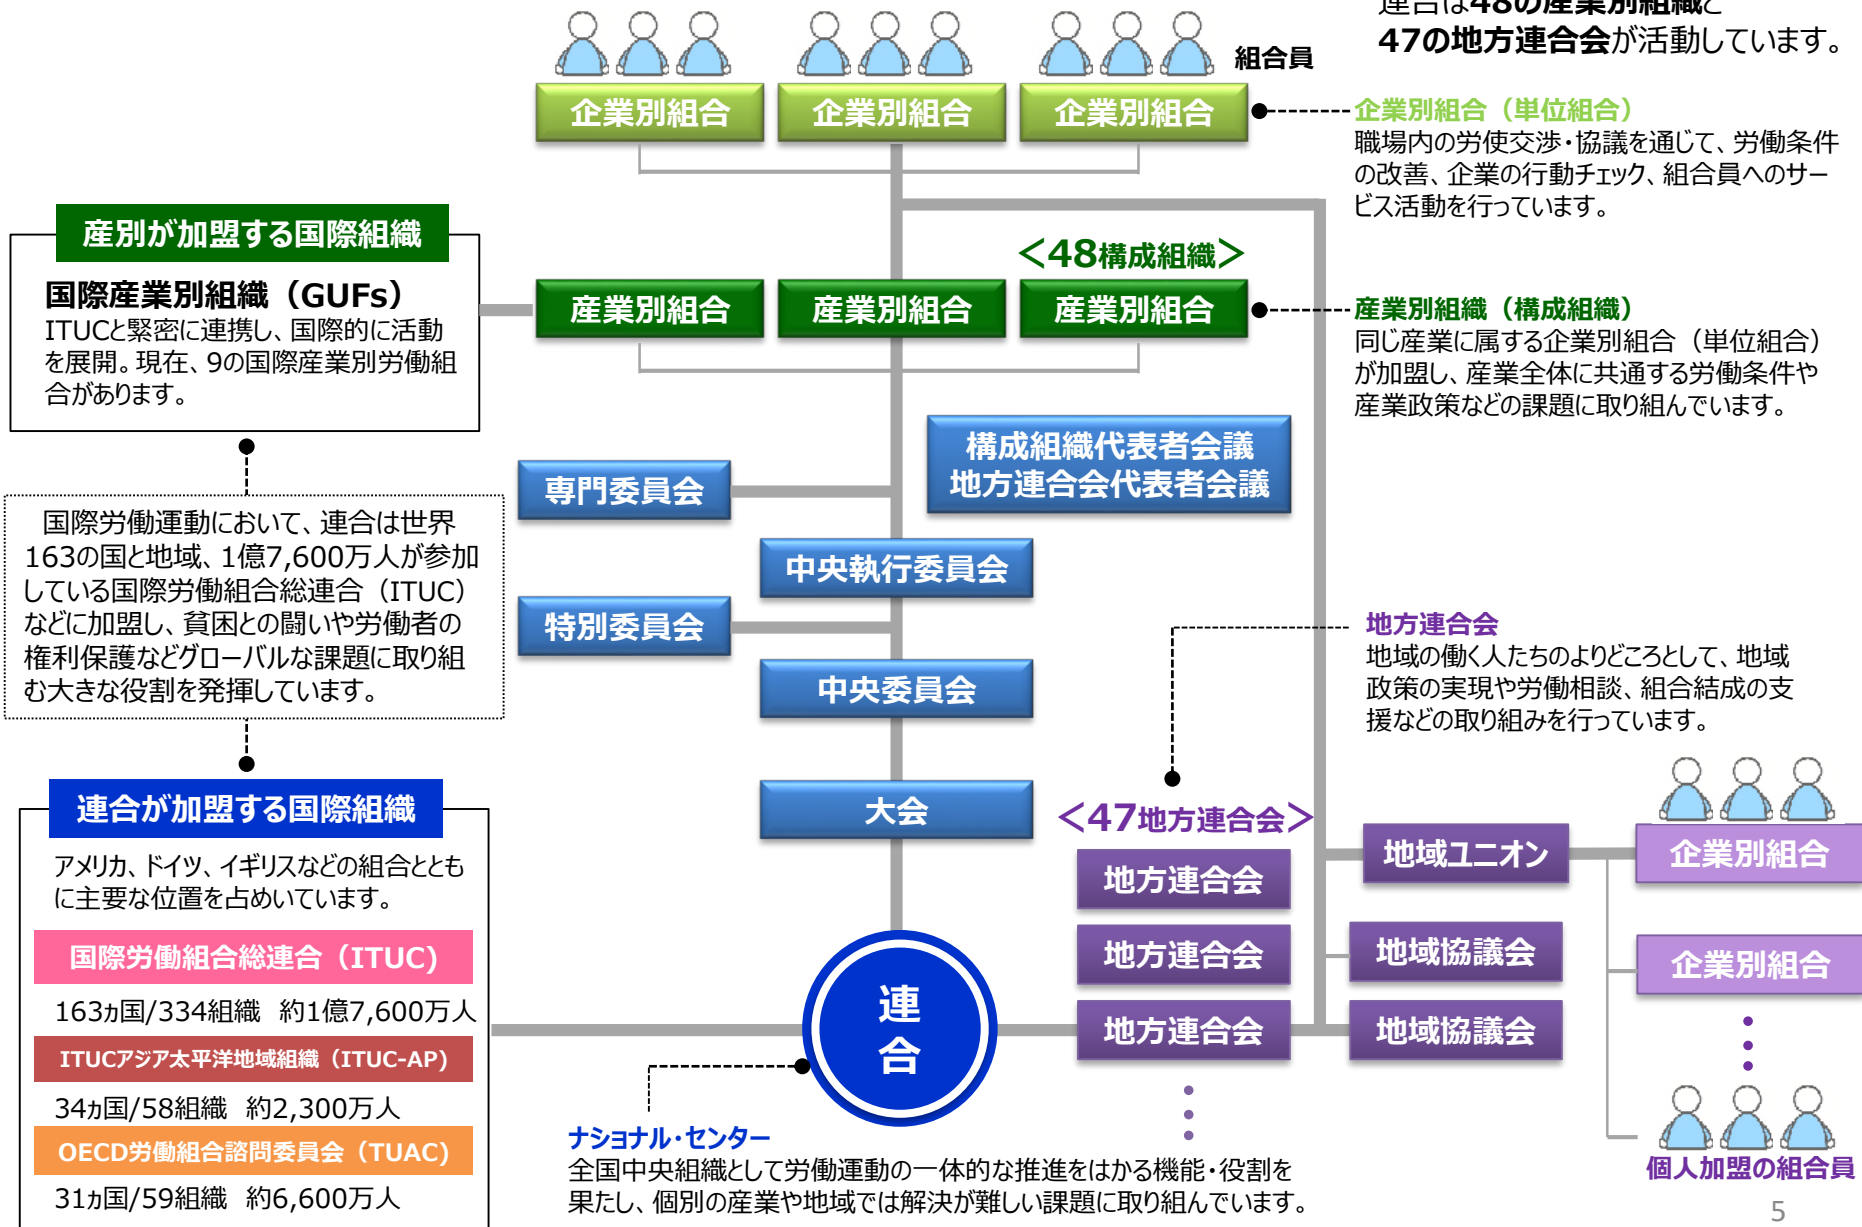 連合は48の産業別組織と
47の地方連合会が活動しています。
組合員
企業別組合
企業別組合
企業別組合
企業別組合（単位組合）
職場内の労使交渉・協議を通じて、労働条件
の改善、企業の行動チェック、組合員へのサー
ビス活動を行っています。
産別が加盟する国際組織
国際産業別組織（GUFs）
ITUCと緊密に連携し、国際的に活動
を展開。現在、9の国際産業別労働組
合があります。
＜48構成組織＞
産業別組合
産業別組合
産業別組合
産業別組織（構成組織）
同じ産業に属する企業別組合（単位組合）
が加盟し、産業全体に共通する労働条件や
産業政策などの課題に取り組んでいます。
構成組織代表者会議
地方連合会代表者会議
専門委員会
中央執行委員会
特別委員会
中央委員会
大会
国際労働運動において、連合は世界
163の国と地域、1億7,600万人が参加
している国際労働組合総連合（ITUC）
などに加盟し、貧困との闘いや労働者の
権利保護などグローバルな課題に取り組
む大きな役割を発揮しています。
地方連合会
地域の働く人たちのよりどころとして、地域
政策の実現や労働相談、組合結成の支
援などの取り組みを行っています。
連合が加盟する国際組織
アメリカ、ドイツ、イギリスなどの組合ととも
に主要な位置を占めいています。
国際労働組合総連合（ITUC)
163ヵ国/334組織 約1億7,600万人
ITUCアジア太平洋地域組織（ITUC-AP)
34ヵ国/58組織 約2,300万人
OECD労働組合諮問委員会（TUAC)
31ヵ国/59組織 約6,600万人
連
合
＜47地方連合会＞
地方連合会
地方連合会
地方連合会
地域ユニオン
地域協議会
地域協議会
企業別組合
企業別組合
個人加盟の組合員
ナショナル・センター
全国中央組織として労働運動の一体的な推進をはかる機能・役割を
果たし、個別の産業や地域では解決が難しい課題に取り組んでいます。
5